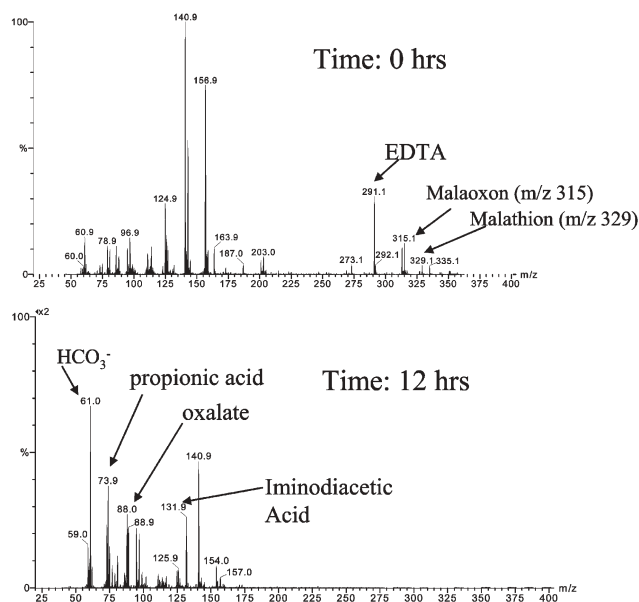 100
140.9
Time: 0 hrs
156.9
%
EDTA
124.9
291.1
Malaoxon (m/z 315)
Malathion (m/z 329)
60.9
78.9
96.9
163.9
315.1
60.0
187.0
203.0
273.1
292.1
329.1
335.1
25 50 75 100 125 150 175 200 225 250 275 300 325 350 375 400 m/z
100 x2
HCO3-
Time: 12 hrs
propionic acid
61.0
oxalate
%
140.9
73.9
Iminodiacetic
Acid
88.0
131.9
88.9
59.0
125.9
154.0
157.0
0
25 50 75 100 125 150 175 200 225 250 275 300 325 350 375 400 m/z